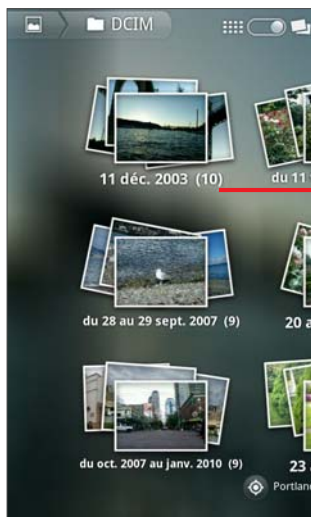 DCIM
11 déc. 2003 (10)
du 11
du 28 au 29 sept. 2007 (9)
20 a
du oct. 2007 au janv. 2010 (9)
23
Portland